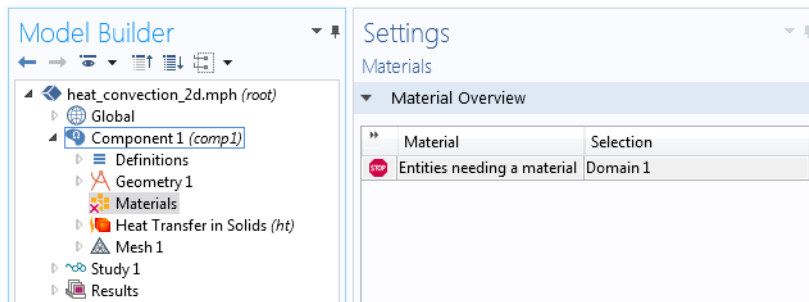 Model Builder
heat_convection_2d.mph (root)
Global
Component 1 (comp1)
Definitions
Geometry 1
Materials
Heat Transfer in Solids (ht)
Mesh 1
Study 1
Results
Settings
Materials
Material Overview
Material Selection
STOP Entities needing a material Domain 1